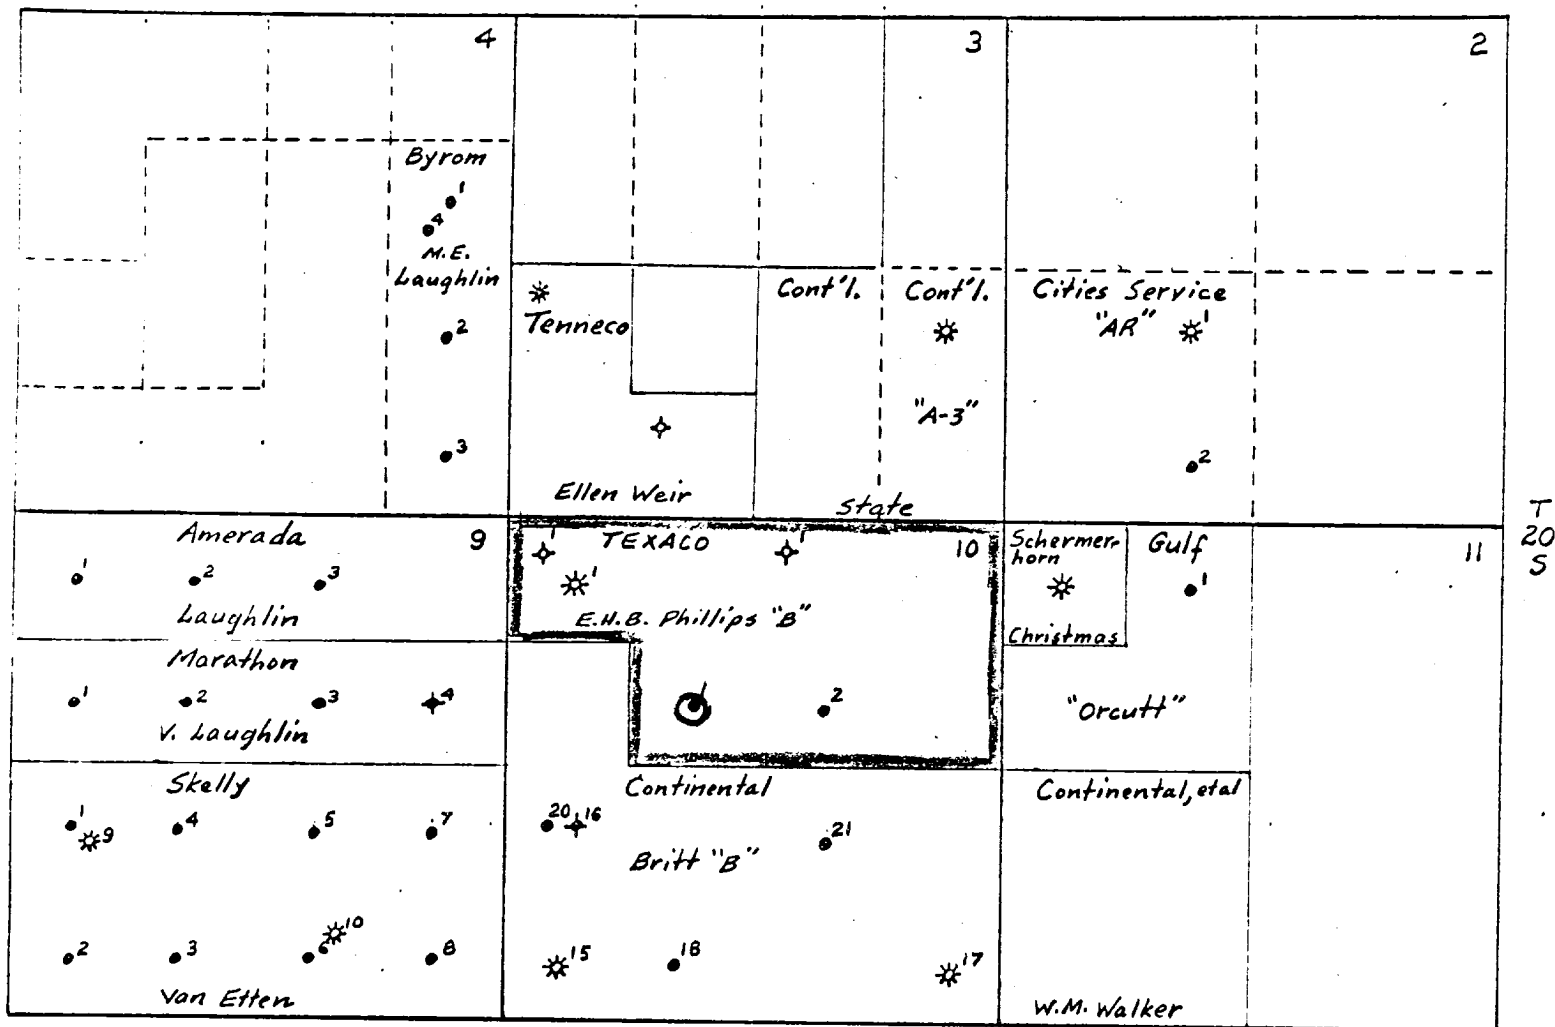 4
3
2
Byrom
1
4
M.E.
Laughlin
2
3
Tenneco
Ellen Weir
Cont'l.
Cont'l.
"A-3"
State
Cities Service
"AR"
1
2
T
20
S
Amerada
9
1
2
3
Laughlin
Marathon
1
2
3
4
V. Laughlin
Skelly
1
9
4
5
7
2
3
6
10
8
Van Etten
TEXACO
10
1
1
1
E.H.B. Phillips "B"
2
Continental
20
16
21
Britt "B"
15
18
17
Schermer-
horn
Christmas
Gulf
11
1
"Orcutt"
Continental, etal
W.M. Walker